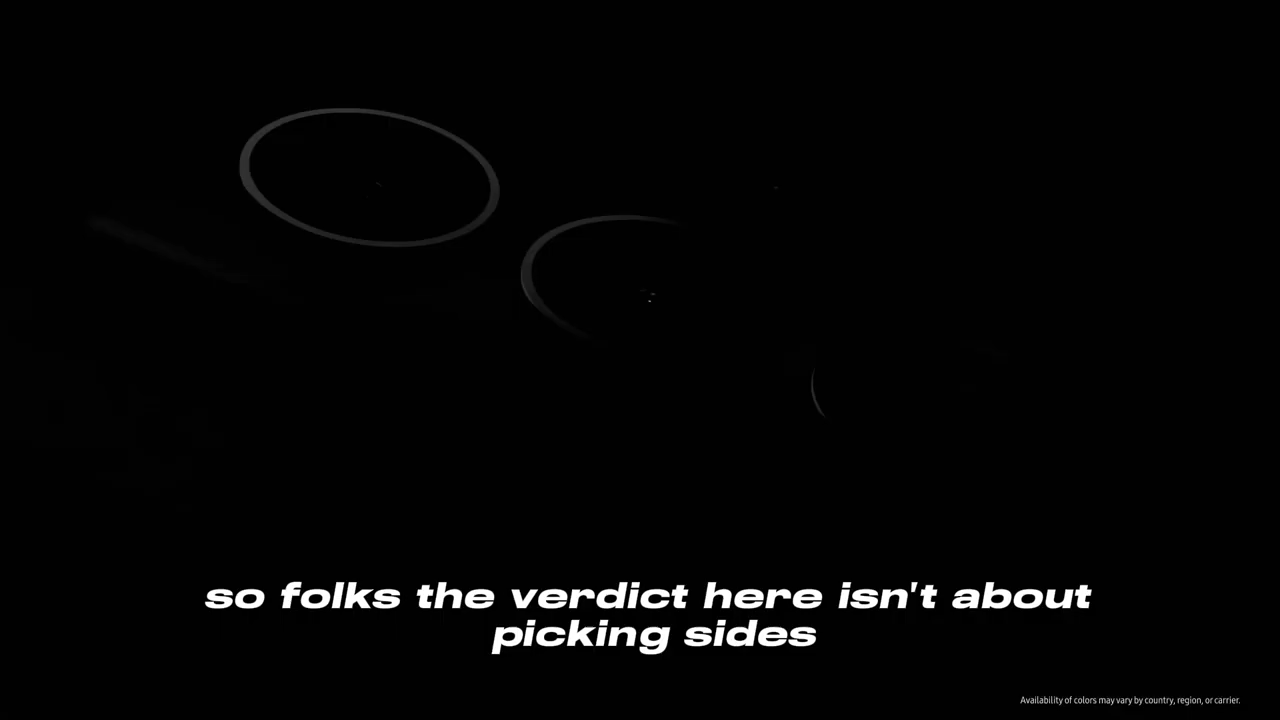 so folks the verdict here isn't about
picking sides
Availability of colors may vary by country, region, or carrier.